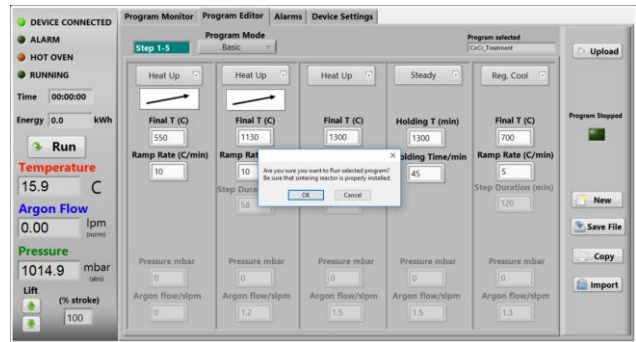 DEVICE CONNECTED
ALARM
HOT OVEN
RUNNING
Time 00:00:00
Energy 0.0 kWh
Run
Temperature
15.9 C
Argon Flow
0.00 lpm
(norm)
Pressure
1014.9 mbar
(abs)
Lift
(% stroke)
100
Program Monitor Program Editor Alarms Device Settings
Program Mode
Step 1-5 Basic
Program selected
CoCr_Treatment
Heat Up Heat Up Heat Up Steady Reg. Cool
Final T (C) Final T (C) Final T (C) Holding T (min) Final T (C)
550 1130 1300 1300 700
Ramp Rate (C/min) Ramp Rat olding Time/min Ramp Rate (C/min)
10 10 45 5
Step Dura Step Duration (min)
58 120
Are you sure you want to Run selected program?
Be sure that sintering reactor is properly installed.
OK Cancel
Pressure mbar Pressure mbar Pressure mbar Pressure mbar Pressure mbar
0 0 0 0 0
Argon flow/slpm Argon flow/slpm Argon flow/slpm Argon flow/slpm Argon flow/slpm
0 1.2 1.5 1.5 1.3
Upload
Program Stopped
New
Save File
Copy
Import